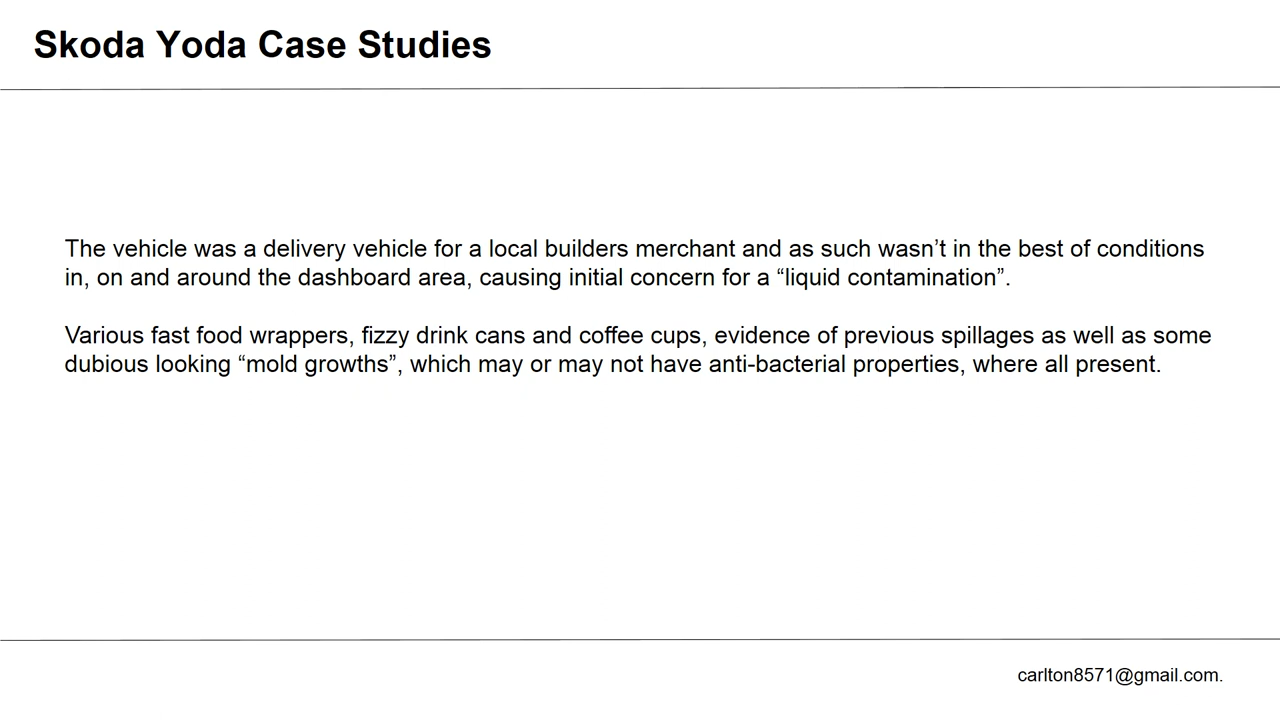 Skoda Yoda Case Studies
The vehicle was a delivery vehicle for a local builders merchant and as such wasn’t in the best of conditions
in, on and around the dashboard area, causing initial concern for a “liquid contamination”.
Various fast food wrappers, fizzy drink cans and coffee cups, evidence of previous spillages as well as some
dubious looking “mold growths”, which may or may not have anti-bacterial properties, where all present.
carlton8571@gmail.com.